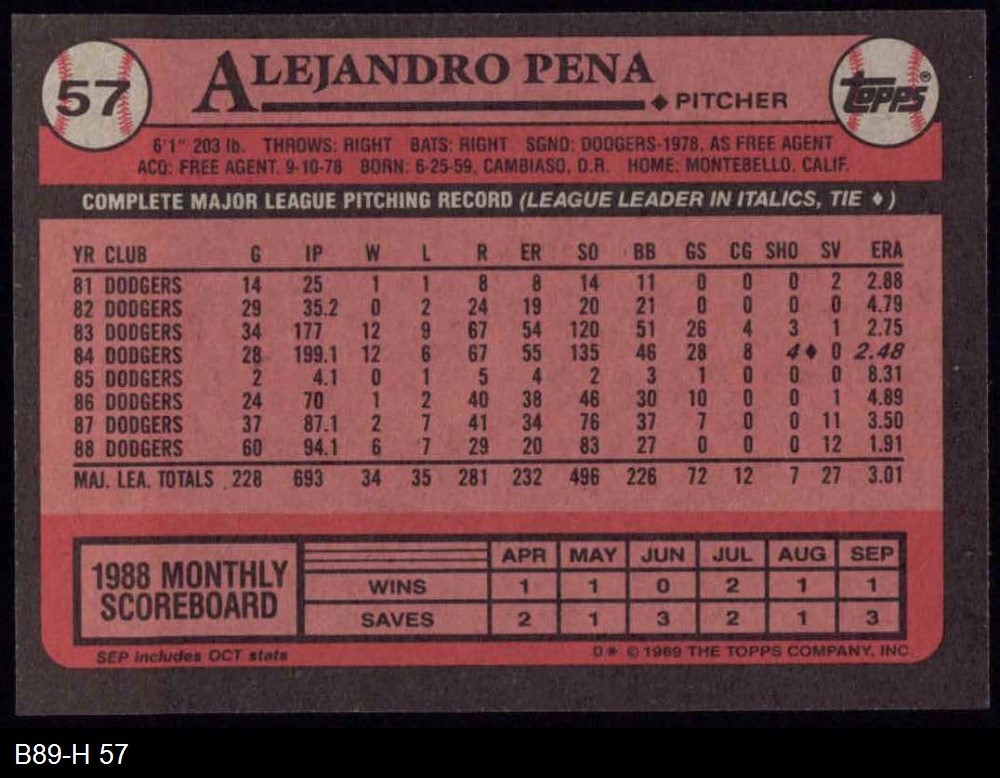 57
ALEJANDRO PENA
◆ PITCHER
topps®
6'1" 203 lb. THROWS: RIGHT BATS: RIGHT SGND: DODGERS-1978, AS FREE AGENT
ACQ: FREE AGENT, 9-10-78 BORN: 6-25-59, CAMBIASO, D.R. HOME: MONTEBELLO, CALIF.
COMPLETE MAJOR LEAGUE PITCHING RECORD (LEAGUE LEADER IN ITALICS, TIE ♦)
YR CLUB G IP W L R ER SO BB GS CG SHO SV ERA
81 DODGERS 14 25 1 1 8 8 14 11 0 0 0 2 2.88
82 DODGERS 29 35.2 0 2 24 19 20 21 0 0 0 0 4.79
83 DODGERS 34 177 12 9 67 54 120 51 26 4 3 1 2.75
84 DODGERS 28 199.1 12 6 67 55 135 46 28 8 4♦ 0 2.48
85 DODGERS 2 4.1 0 1 5 4 2 3 1 0 0 0 8.31
86 DODGERS 24 70 1 2 40 38 46 30 10 0 0 1 4.89
87 DODGERS 37 87.1 2 7 41 34 76 37 7 0 0 11 3.50
88 DODGERS 60 94.1 6 7 29 20 83 27 0 0 0 12 1.91
MAJ. LEA. TOTALS 228 693 34 35 281 232 496 226 72 12 7 27 3.01
1988 MONTHLY
SCOREBOARD
APR MAY JUN JUL AUG SEP
WINS 1 1 0 2 1 1
SAVES 2 1 3 2 1 3
SEP includes OCT stats
D* © 1989 THE TOPPS COMPANY, INC.
B89-H 57